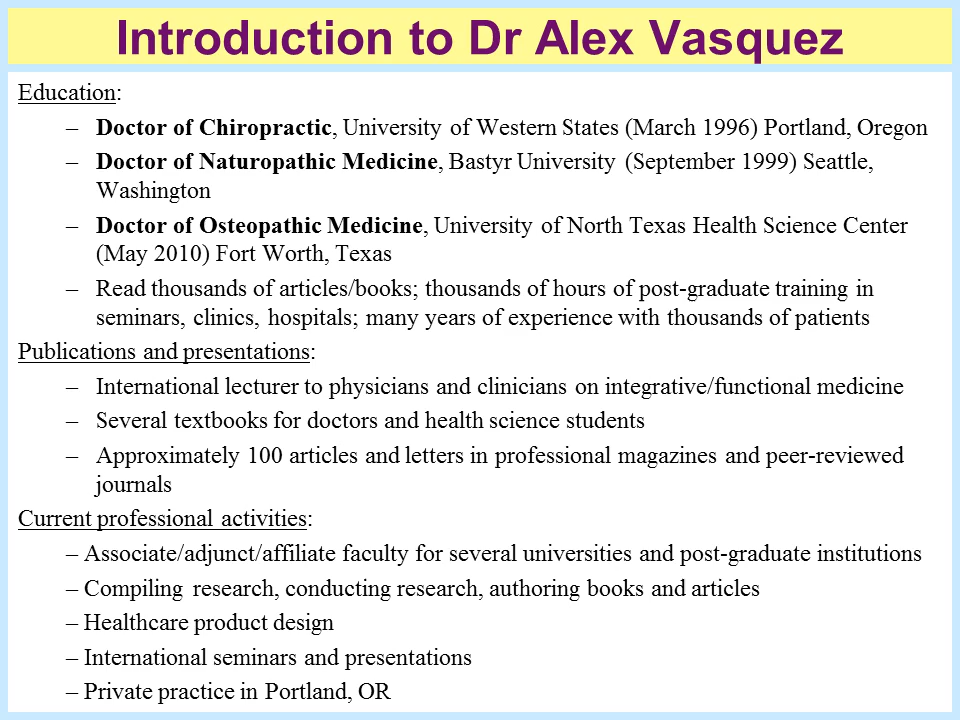 Introduction to Dr Alex Vasquez
Education:
– Doctor of Chiropractic, University of Western States (March 1996) Portland, Oregon
– Doctor of Naturopathic Medicine, Bastyr University (September 1999) Seattle,
Washington
– Doctor of Osteopathic Medicine, University of North Texas Health Science Center
(May 2010) Fort Worth, Texas
– Read thousands of articles/books; thousands of hours of post-graduate training in
seminars, clinics, hospitals; many years of experience with thousands of patients
Publications and presentations:
– International lecturer to physicians and clinicians on integrative/functional medicine
– Several textbooks for doctors and health science students
– Approximately 100 articles and letters in professional magazines and peer-reviewed
journals
Current professional activities:
– Associate/adjunct/affiliate faculty for several universities and post-graduate institutions
– Compiling research, conducting research, authoring books and articles
– Healthcare product design
– International seminars and presentations
– Private practice in Portland, OR